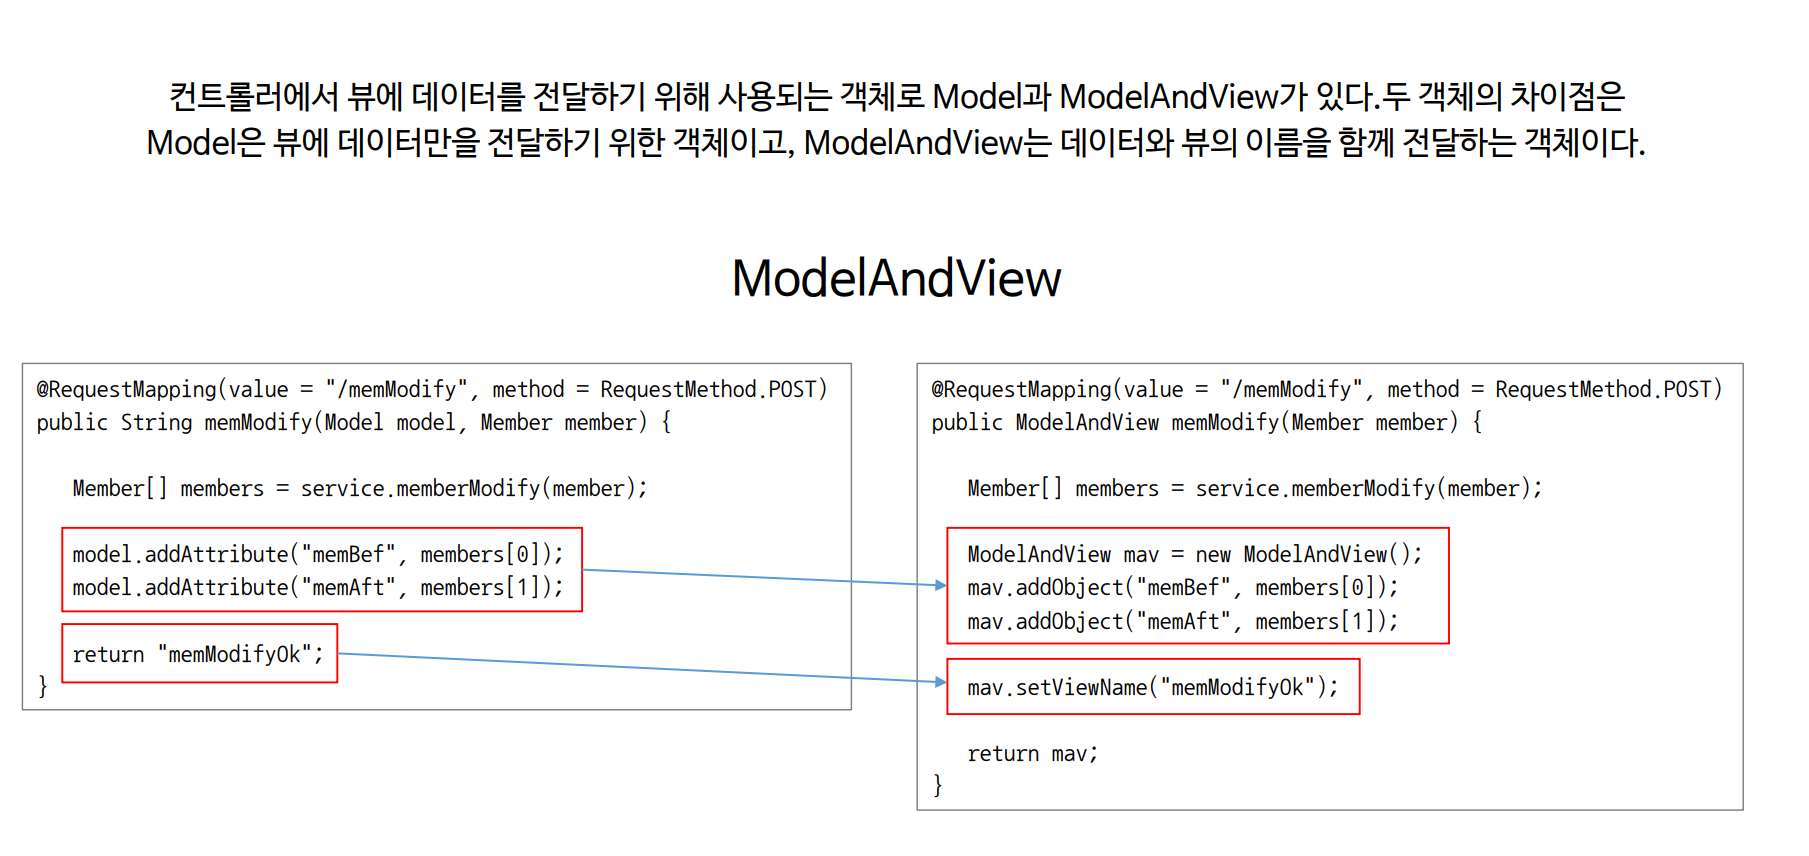 컨트롤러에서 뷰에 데이터를 전달하기 위해 사용되는 객체로 Model과 ModelAndView가 있다.두 객체의 차이점은
Model은 뷰에 데이터만을 전달하기 위한 객체이고, ModelAndView는 데이터와 뷰의 이름을 함께 전달하는 객체이다.
ModelAndView
@RequestMapping(value = "/memModify", method = RequestMethod.POST)
public String memModify(Model model, Member member) {
Member[] members = service.memberModify(member);
model.addAttribute("memBef", members[0]);
model.addAttribute("memAft", members[1]);
return "memModifyOk";
}
@RequestMapping(value = "/memModify", method = RequestMethod.POST)
public ModelAndView memModify(Member member) {
Member[] members = service.memberModify(member);
ModelAndView mav = new ModelAndView();
mav.addObject("memBef", members[0]);
mav.addObject("memAft", members[1]);
mav.setViewName("memModifyOk");
return mav;
}